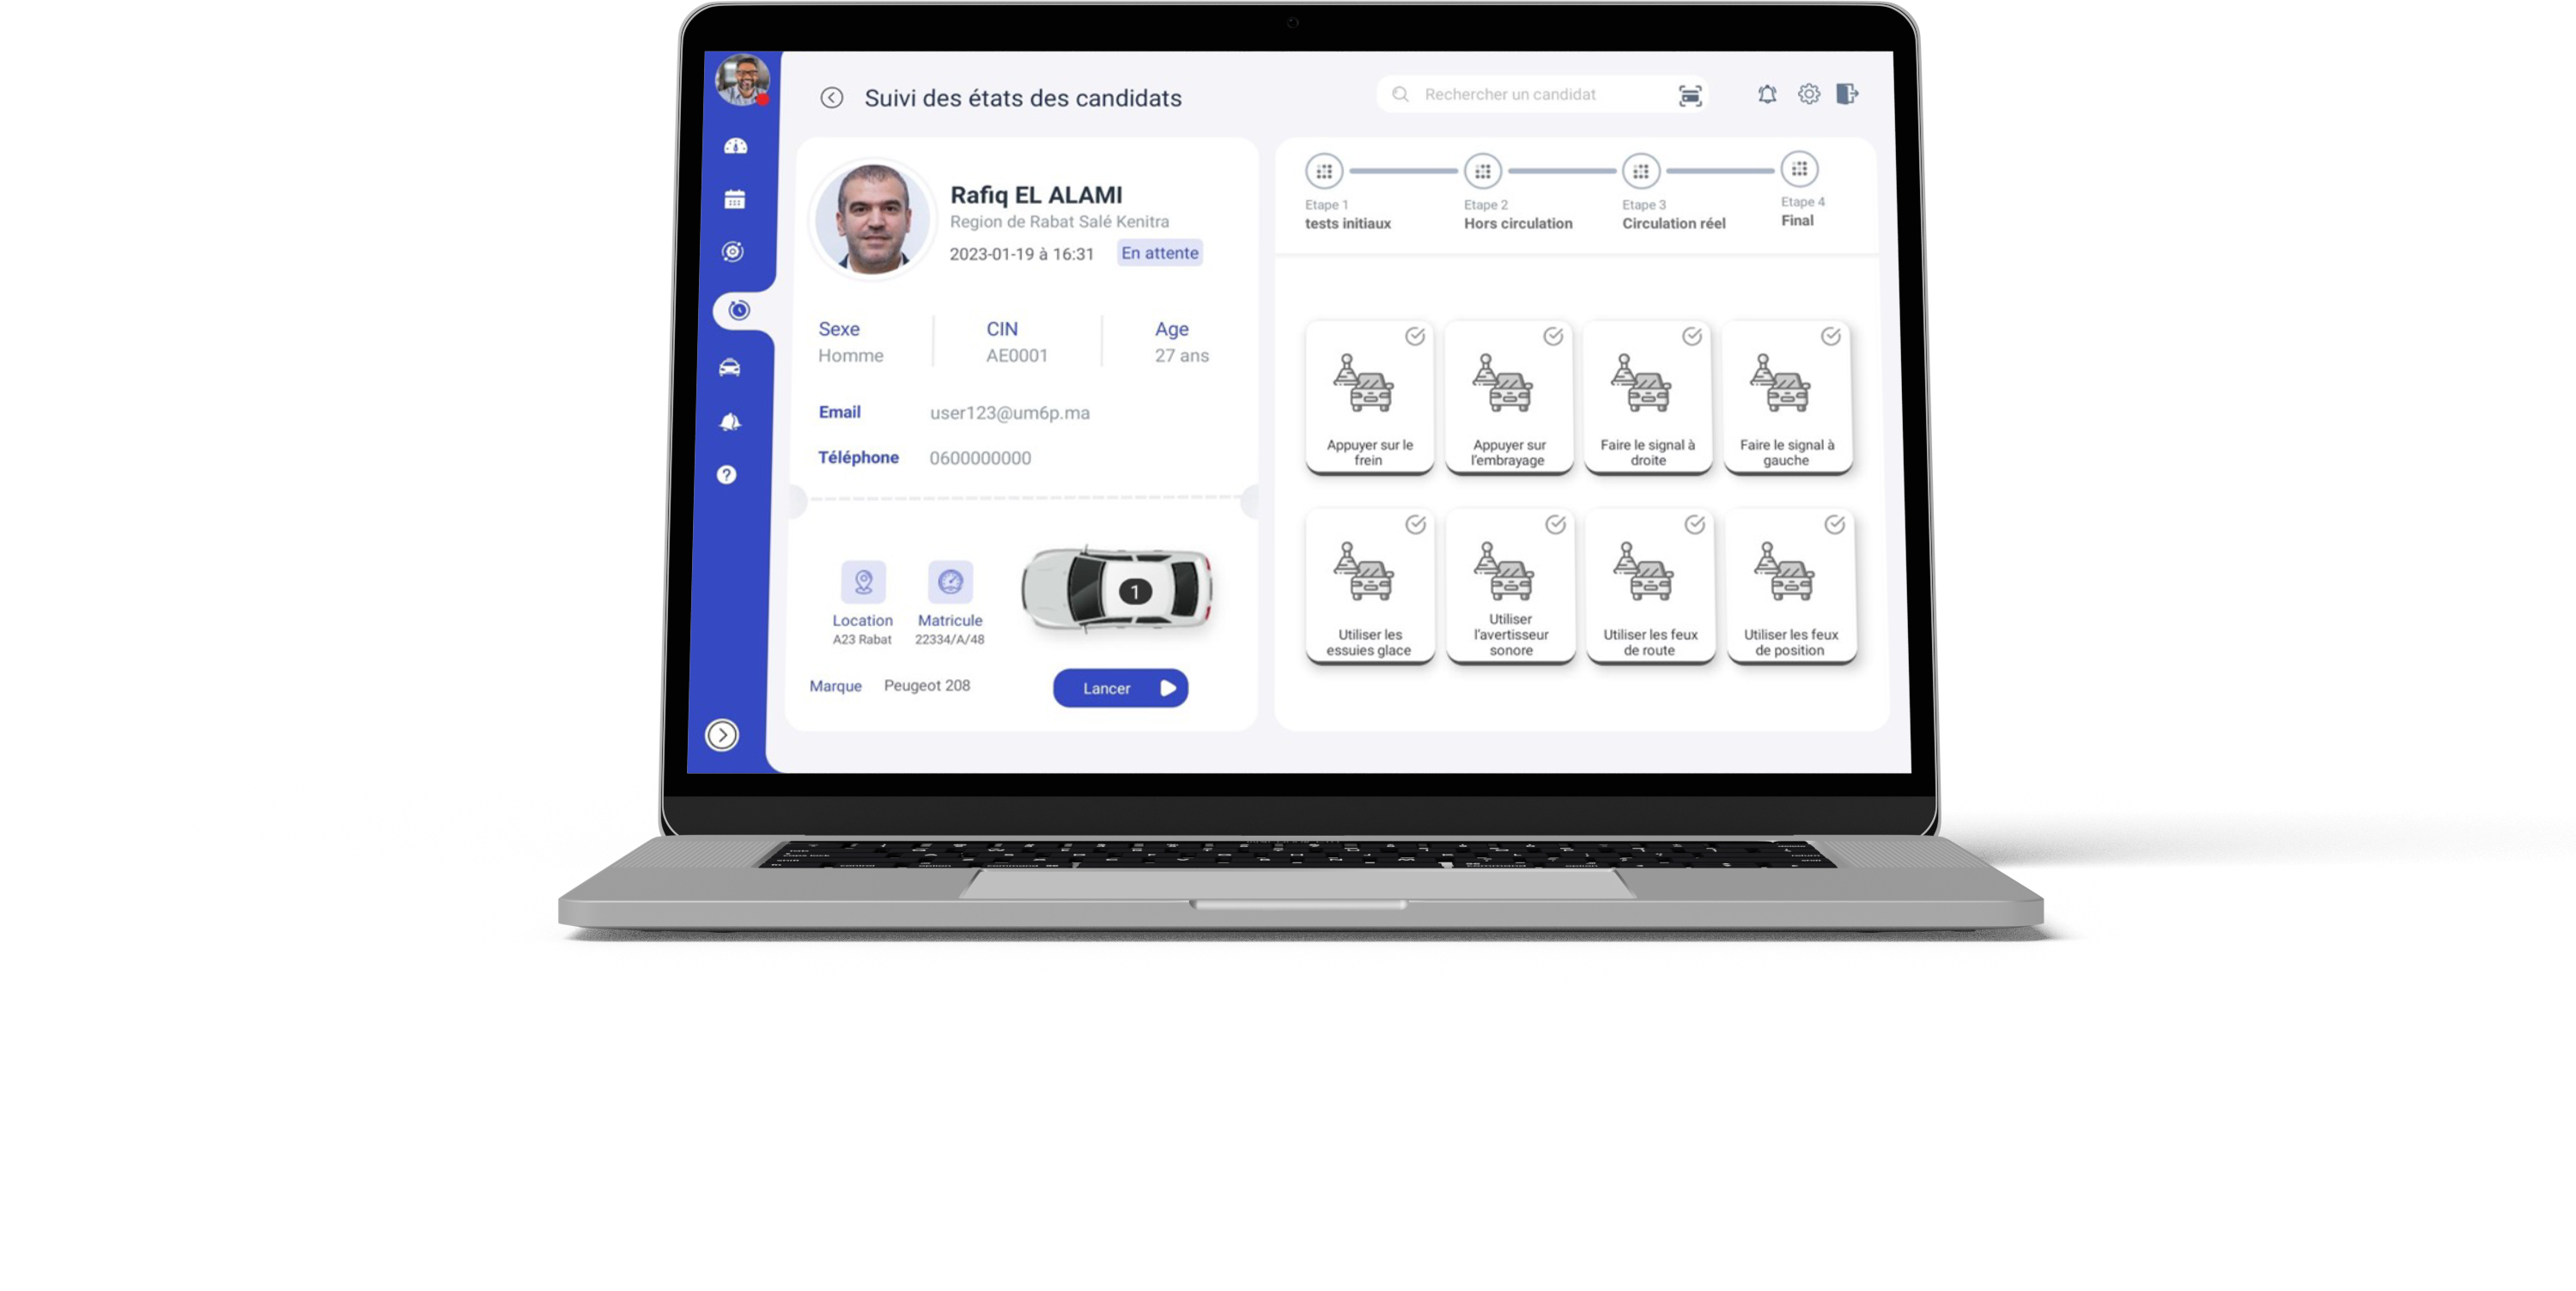 Suivi des états des candidats
Rechercher un candidat
Rafiq EL ALAMI
Region de Rabat Salé Kenitra
2023-01-19 à 16:31 En attente
Sexe CIN Age
Homme AE0001 27 ans
Email user123@um6p.ma
Téléphone 0600000000
1
Location Matricule
A23 Rabat 22334/A/48
Marque Peugeot 208
Lancer
Etape 1
tests initiaux
Etape 2
Hors circulation
Etape 3
Circulation réel
Etape 4
Final
Appuyer sur le
frein
Appuyer sur
l'embrayage
Faire le signal à
droite
Faire le signal à
gauche
Utiliser les
essuies glace
Utiliser
l'avertisseur
sonore
Utiliser les feux
de route
Utiliser les feux
de position
?